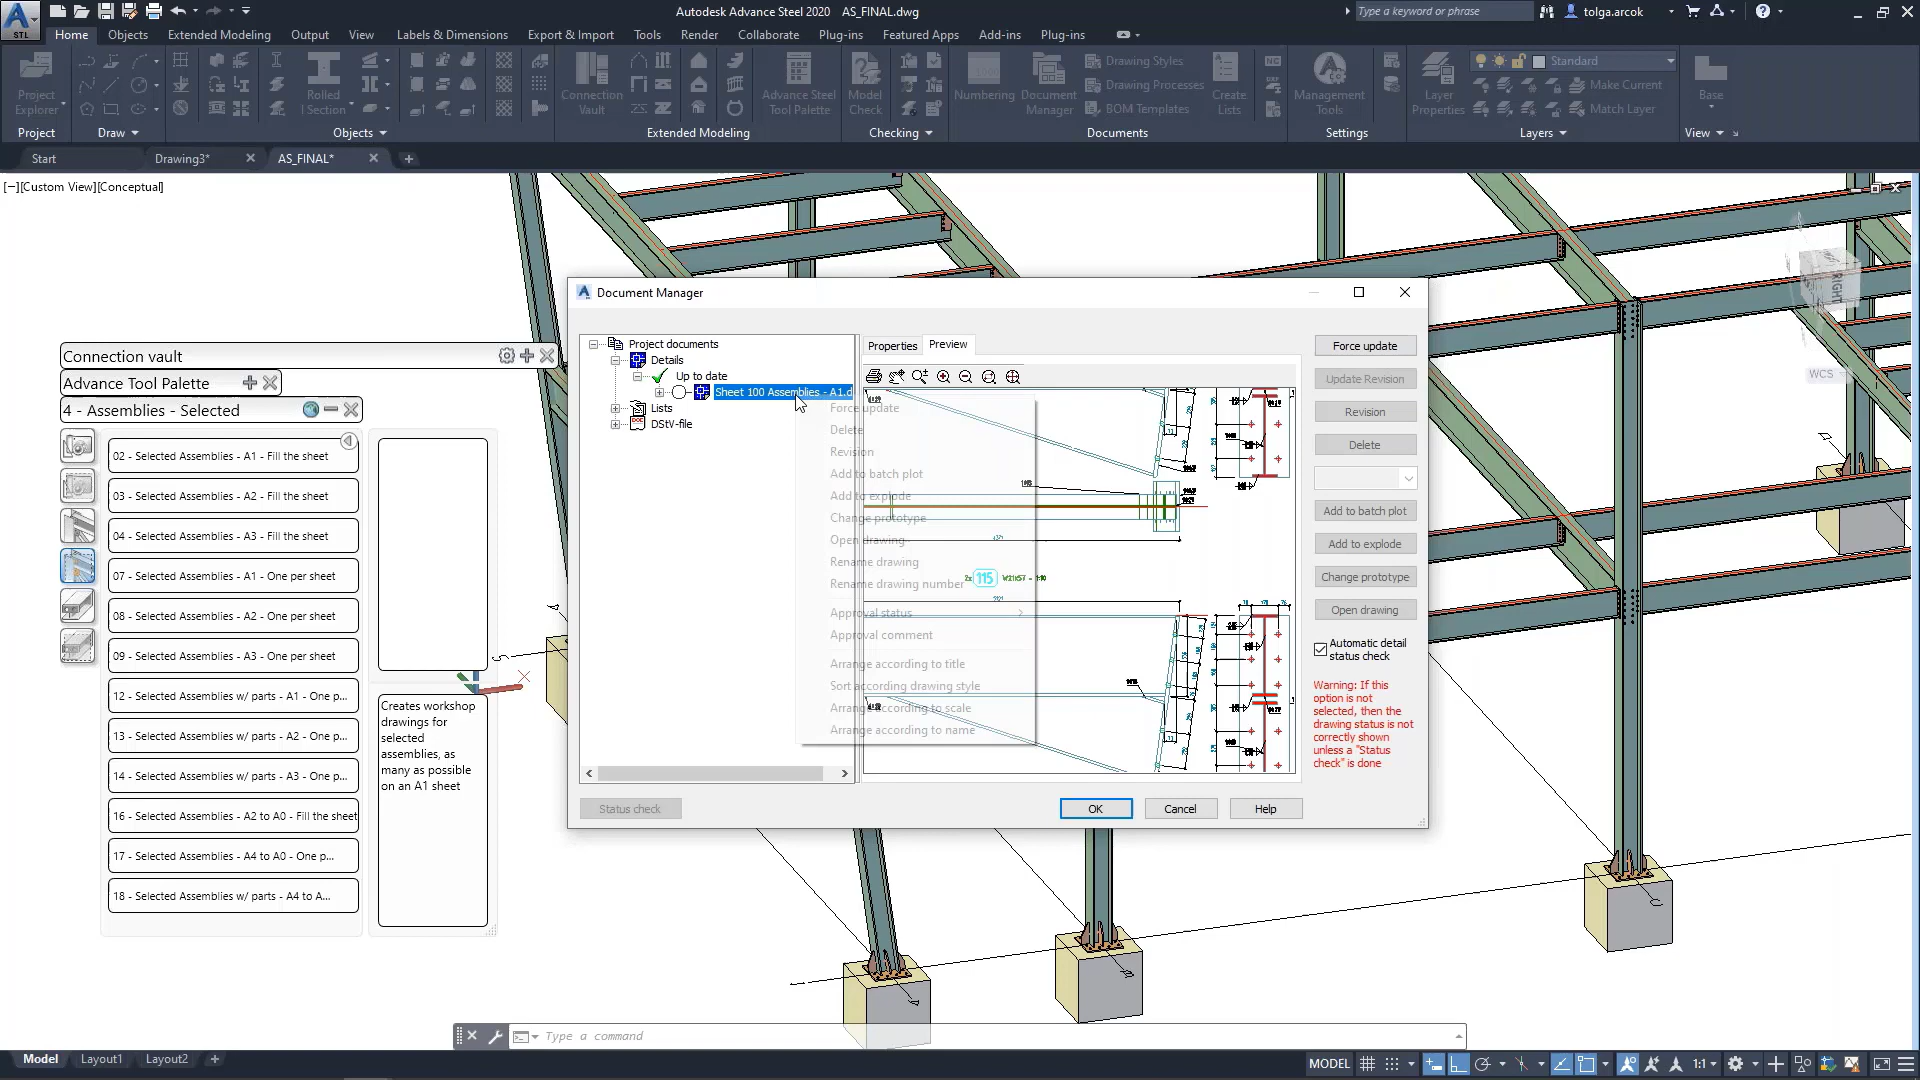 Autodesk Advance Steel 2020 AS_FINAL.dwg
Type a keyword or phrase
tolga.arcok
STL
Home Objects Extended Modeling Output View Labels & Dimensions Export & Import Tools Render Collaborate Plug-ins Featured Apps Add-ins Plug-ins
Project Explorer
Rolled I Section
Connection Vault
Advance Steel Tool Palette
Model Check
Numbering
Document Manager
Drawing Styles
Drawing Processes
BOM Templates
Create Lists
Management Tools
Layer Properties
Standard
Make Current
Match Layer
Base
Project Draw Objects Extended Modeling Checking Documents Settings Layers View
Start Drawing3* AS_FINAL*
[−][Custom View][Conceptual]
RIGHT
WCS
Connection vault
Advance Tool Palette
4 - Assemblies - Selected
02 - Selected Assemblies - A1 - Fill the sheet
03 - Selected Assemblies - A2 - Fill the sheet
04 - Selected Assemblies - A3 - Fill the sheet
07 - Selected Assemblies - A1 - One per sheet
08 - Selected Assemblies - A2 - One per sheet
09 - Selected Assemblies - A3 - One per sheet
12 - Selected Assemblies w/ parts - A1 - One p...
13 - Selected Assemblies w/ parts - A2 - One p...
14 - Selected Assemblies w/ parts - A3 - One p...
16 - Selected Assemblies - A2 to A0 - Fill the sheet
17 - Selected Assemblies - A4 to A0 - One p...
18 - Selected Assemblies w/ parts - A4 to A...
Creates workshop
drawings for
selected
assemblies, as
many as possible
on an A1 sheet
Document Manager
Project documents
Details
Up to date
Sheet 100 Assemblies - A1.d
Lists
DStV-file
Properties Preview
Force update
Delete
Revision
Add to batch plot
Add to explode
Change prototype
Open drawing
Rename drawing
Rename drawing number
Approval status
Approval comment
Arrange according to title
Sort according drawing style
Arrange according to scale
Arrange according to name
2x 115 W21x57 - 1:10
Force update
Update Revision
Revision
Delete
Add to batch plot
Add to explode
Change prototype
Open drawing
Automatic detail
status check
Warning: If this
option is not
selected, then the
drawing status is not
correctly shown
unless a "Status
check" is done
Status check OK Cancel Help
Type a command
Model Layout1 Layout2
MODEL 1:1